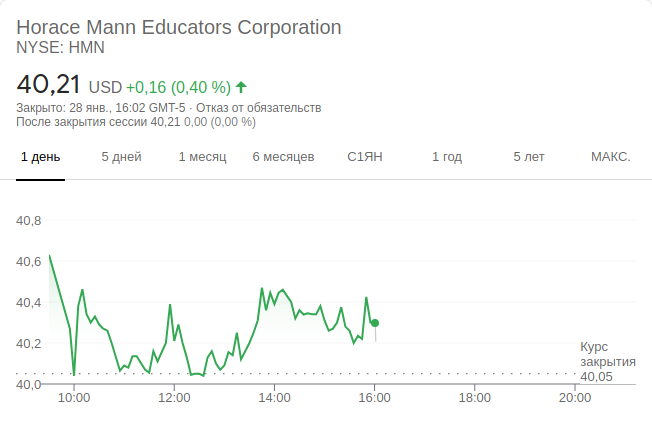 Horace Mann Educators Corporation
NYSE: HMN
40,21 USD +0,16 (0,40 %)
Закрыто: 28 янв., 16:02 GMT-5 · Отказ от обязательств
После закрытия сессии 40,21 0,00 (0,00 %)
1 день 5 дней 1 месяц 6 месяцев С1ЯН 1 год 5 лет МАКС.
40,8
40,6
40,4
40,2
40,0
Курс
закрытия
40,05
10:00 12:00 14:00 16:00 18:00 20:00